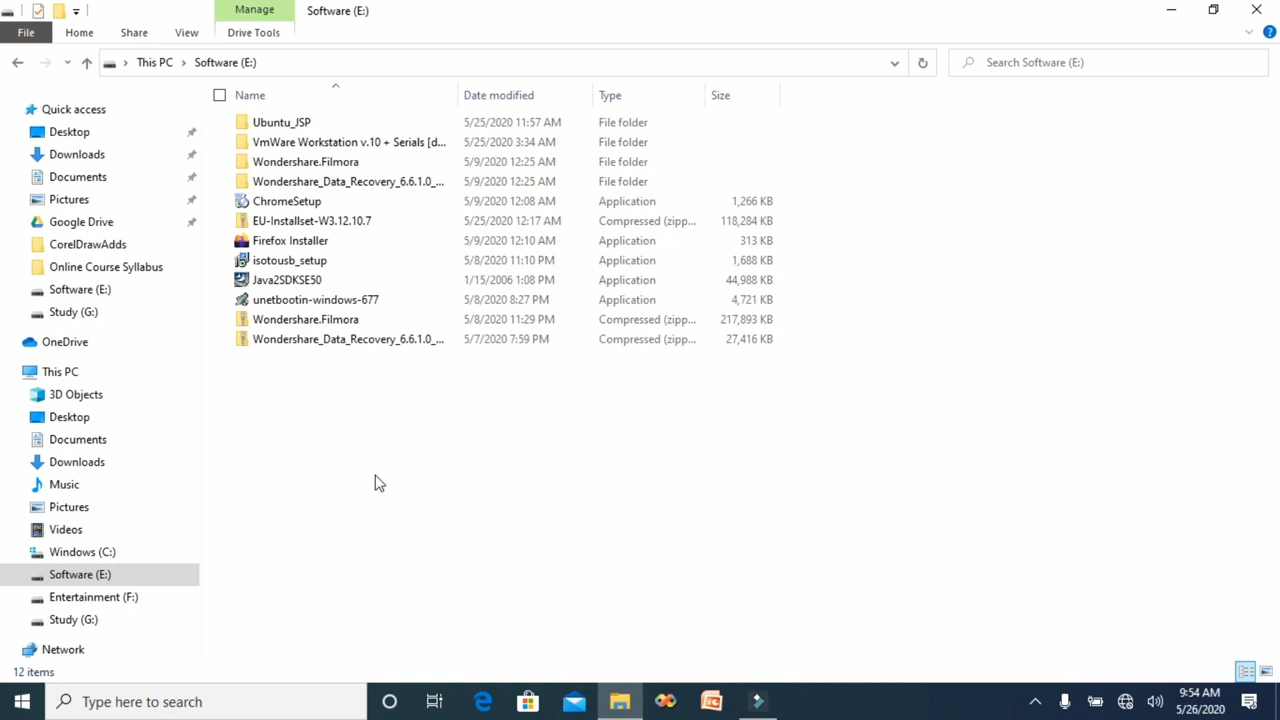 Manage
Software (E:)
File
Home
Share
View
Drive Tools
This PC
Software (E:)
Search Software (E:)
Name
Date modified
Type
Size
Quick access
Desktop
Downloads
Documents
Pictures
Google Drive
CorelDrawAdds
Online Course Syllabus
Software (E:)
Study (G:)
OneDrive
This PC
3D Objects
Desktop
Documents
Downloads
Music
Pictures
Videos
Windows (C:)
Software (E:)
Entertainment (F:)
Study (G:)
Network
Ubuntu_JSP 5/25/2020 11:57 AM File folder
VmWare Workstation v.10 + Serials [d... 5/25/2020 3:34 AM File folder
Wondershare.Filmora 5/9/2020 12:25 AM File folder
Wondershare_Data_Recovery_6.6.1.0_... 5/9/2020 12:25 AM File folder
ChromeSetup 5/9/2020 12:08 AM Application 1,266 KB
EU-Installset-W3.12.10.7 5/25/2020 12:17 AM Compressed (zipp... 118,284 KB
Firefox Installer 5/9/2020 12:10 AM Application 313 KB
isotousb_setup 5/8/2020 11:10 PM Application 1,688 KB
Java2SDKSE50 1/15/2006 1:08 PM Application 44,988 KB
unetbootin-windows-677 5/8/2020 8:27 PM Application 4,721 KB
Wondershare.Filmora 5/8/2020 11:29 PM Compressed (zipp... 217,893 KB
Wondershare_Data_Recovery_6.6.1.0_... 5/7/2020 7:59 PM Compressed (zipp... 27,416 KB
12 items
Type here to search
9:54 AM
5/26/2020